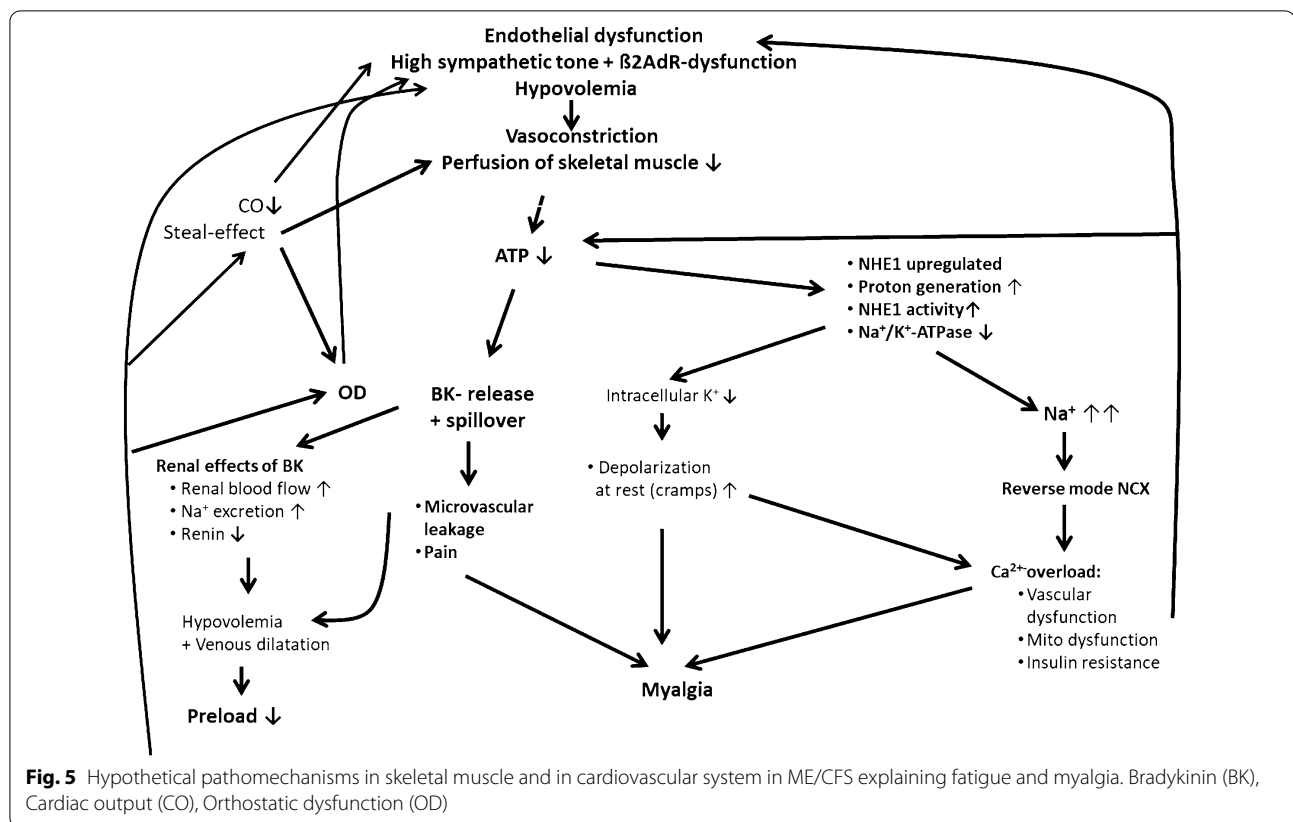 Endothelial dysfunction
High sympathetic tone + ß2AdR-dysfunction
Hypovolemia
Vasoconstriction
Perfusion of skeletal muscle ↓
CO↓
Steal-effect
ATP ↓
• NHE1 upregulated
• Proton generation ↑
• NHE1 activity↑
• Na⁺/K⁺-ATPase ↓
OD
BK- release
+ spillover
Intracellular K⁺ ↓
Na⁺ ↑ ↑
Renal effects of BK
• Renal blood flow ↑
• Na⁺ excretion ↑
• Renin ↓
• Microvascular
leakage
• Pain
• Depolarization
at rest (cramps) ↑
Reverse mode NCX
Ca²⁺-overload:
• Vascular
dysfunction
• Mito dysfunction
• Insulin resistance
Hypovolemia
+ Venous dilatation
Myalgia
Preload ↓
Fig. 5 Hypothetical pathomechanisms in skeletal muscle and in cardiovascular system in ME/CFS explaining fatigue and myalgia. Bradykinin (BK),
Cardiac output (CO), Orthostatic dysfunction (OD)